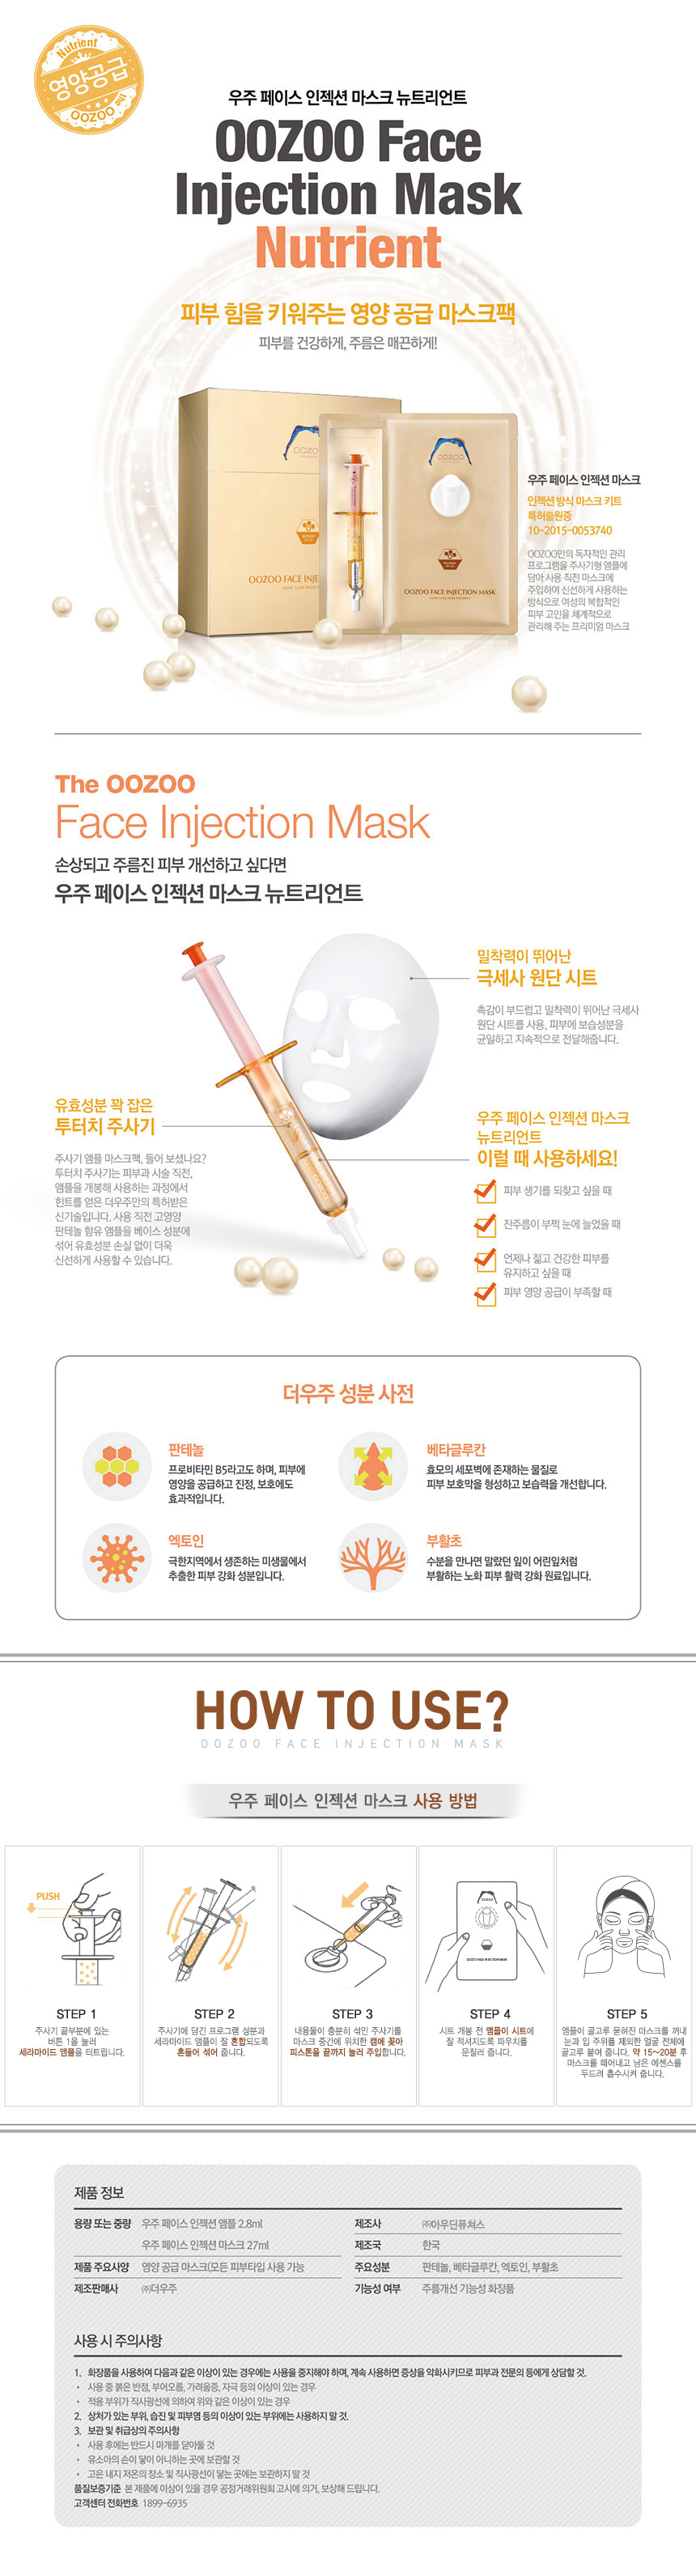 Nutrient
영양공급
The OOZOO
우주 페이스 인젝션 마스크 뉴트리언트
OOZOO Face
Injection Mask
Nutrient
피부 힘을 키워주는 영양 공급 마스크팩
피부를 건강하게, 주름은 매끈하게!
OOZOO
OOZOO FACE INJE
OOZOO
OOZOO FACE INJECTION MASK
우주 페이스 인젝션 마스크
인젝션 방식 마스크 키트
특허출원중
10-2015-0053740
OOZOO만의 독자적인 관리
프로그램을 주사기형 앰플에
담아 사용 직전 마스크에
주입하여 신선하게 사용하는
방식으로 여성의 복합적인
피부 고민을 체계적으로
관리해 주는 프리미엄 마스크
The OOZOO
Face Injection Mask
손상되고 주름진 피부 개선하고 싶다면
우주 페이스 인젝션 마스크 뉴트리언트
밀착력이 뛰어난
극세사 원단 시트
촉감이 부드럽고 밀착력이 뛰어난 극세사
원단 시트를 사용, 피부에 보습성분을
균일하고 지속적으로 전달해줍니다.
유효성분 꽉 잡은
투터치 주사기
주사기 앰플 마스크팩, 들어 보셨나요?
투터치 주사기는 피부과 시술 직전,
앰플을 개봉해 사용하는 과정에서
힌트를 얻은 더우주만의 특허받은
신기술입니다. 사용 직전 고영양
판테놀 함유 앰플을 베이스 성분에
섞어 유효성분 손실 없이 더욱
신선하게 사용할 수 있습니다.
우주 페이스 인젝션 마스크
뉴트리언트
이럴 때 사용하세요!
피부 생기를 되찾고 싶을 때
잔주름이 부쩍 눈에 늘었을 때
언제나 젊고 건강한 피부를
유지하고 싶을 때
피부 영양 공급이 부족할 때
더우주 성분 사전
판테놀
프로비타민 B5라고도 하며, 피부에
영양을 공급하고 진정, 보호에도
효과적입니다.
베타글루칸
효모의 세포벽에 존재하는 물질로
피부 보호막을 형성하고 보습력을 개선합니다.
엑토인
극한지역에서 생존하는 미생물에서
추출한 피부 강화 성분입니다.
부활초
수분을 만나면 말랐던 잎이 어린잎처럼
부활하는 노화 피부 활력 강화 원료입니다.
HOW TO USE?
OOZOO FACE INJECTION MASK
우주 페이스 인젝션 마스크 사용 방법
PUSH
OOZOO
OOZOO FACE INJECTION MASK
STEP 1
주사기 끝부분에 있는
버튼 1을 눌러
세라마이드 앰플을 터트립니다.
STEP 2
주사기에 담긴 프로그램 성분과
세라마이드 앰플이 잘 혼합되도록
흔들어 섞어 줍니다.
STEP 3
내용물이 충분히 섞인 주사기를
마스크 중간에 위치한 캡에 꽂아
피스톤을 끝까지 눌러 주입합니다.
STEP 4
시트 개봉 전 앰플이 시트에
잘 적셔지도록 파우치를
문질러 줍니다.
STEP 5
앰플이 골고루 묻혀진 마스크를 꺼내
눈과 입 주위를 제외한 얼굴 전체에
골고루 붙여 줍니다. 약 15~20분 후
마스크를 떼어내고 남은 에센스를
두드려 흡수시켜 줍니다.
제품 정보
용량 또는 중량 우주 페이스 인젝션 앰플 2.8ml
우주 페이스 인젝션 마스크 27ml
제품 주요사양 영양 공급 마스크(모든 피부타입 사용 가능
제조판매사 ㈜더우주
제조사 ㈜아우딘퓨쳐스
제조국 한국
주요성분 판테놀, 베타글루칸, 엑토인, 부활초
기능성 여부 주름개선 기능성 화장품
사용 시 주의사항
1. 화장품을 사용하여 다음과 같은 이상이 있는 경우에는 사용을 중지해야 하며, 계속 사용하면 증상을 악화시키므로 피부과 전문의 등에게 상담할 것.
• 사용 중 붉은 반점, 부어오름, 가려움증, 자극 등의 이상이 있는 경우
• 적용 부위가 직사광선에 의하여 위와 같은 이상이 있는 경우
2. 상처가 있는 부위, 습진 및 피부염 등의 이상이 있는 부위에는 사용하지 말 것.
3. 보관 및 취급상의 주의사항
• 사용 후에는 반드시 마개를 닫아둘 것
• 유소아의 손이 닿이 아니하는 곳에 보관할 것
• 고온 내지 저온의 장소 및 직사광선이 닿는 곳에는 보관하지 말 것
품질보증기준 본 제품에 이상이 있을 경우 공정거래위원회 고시에 의거, 보상해 드립니다.
고객센터 전화번호 1899-6935